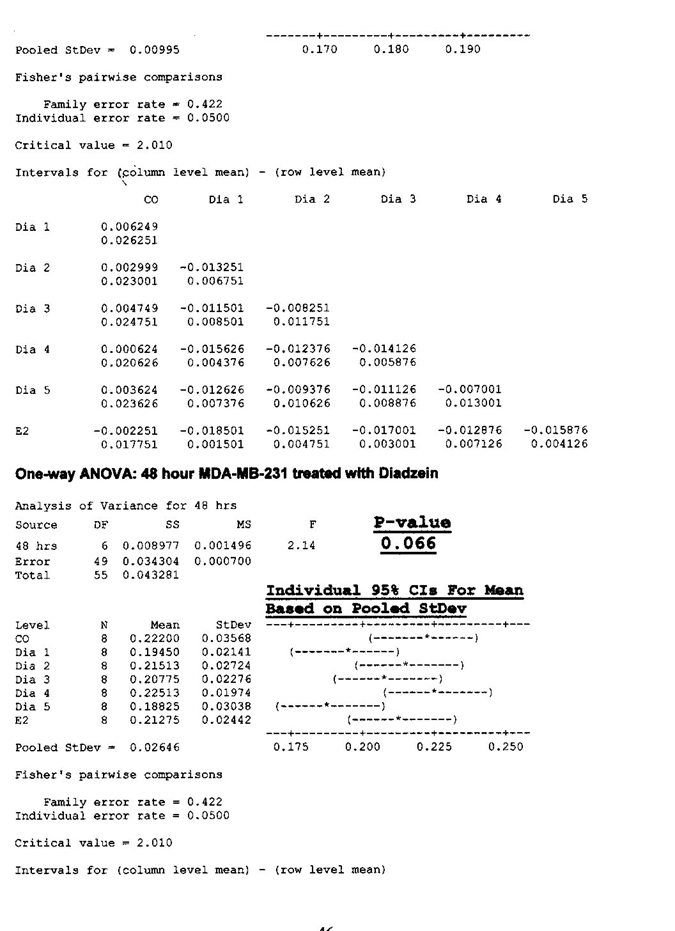 -------+---------+---------+---------
Pooled StDev = 0.00995 0.170 0.180 0.190
Fisher's pairwise comparisons
Family error rate = 0.422
Individual error rate = 0.0500
Critical value = 2.010
Intervals for (column level mean) - (row level mean)
CO Dia 1 Dia 2 Dia 3 Dia 4 Dia 5
Dia 1 0.006249
0.026251
Dia 2 0.002999 -0.013251
0.023001 0.006751
Dia 3 0.004749 -0.011501 -0.008251
0.024751 0.008501 0.011751
Dia 4 0.000624 -0.015626 -0.012376 -0.014126
0.020626 0.004376 0.007626 0.005876
Dia 5 0.003624 -0.012626 -0.009376 -0.011126 -0.007001
0.023626 0.007376 0.010626 0.008876 0.013001
E2 -0.002251 -0.018501 -0.015251 -0.017001 -0.012876 -0.015876
0.017751 0.001501 0.004751 0.003001 0.007126 0.004126
One-way ANOVA: 48 hour MDA-MB-231 treated with Diadzein
Analysis of Variance for 48 hrs
Source DF SS MS F P-value
48 hrs 6 0.008977 0.001496 2.14 0.066
Error 49 0.034304 0.000700
Total 55 0.043281
Individual 95% CIs For Mean
Based on Pooled StDev
Level N Mean StDev ---+---------+---------+---------+---
CO 8 0.22200 0.03568 (-------*------)
Dia 1 8 0.19450 0.02141 (-------*------)
Dia 2 8 0.21513 0.02724 (------*-------)
Dia 3 8 0.20775 0.02276 (------*-------)
Dia 4 8 0.22513 0.01974 (------*-------)
Dia 5 8 0.18825 0.03038 (------*-------)
E2 8 0.21275 0.02442 (------*-------)
---+---------+---------+---------+---
Pooled StDev = 0.02646 0.175 0.200 0.225 0.250
Fisher's pairwise comparisons
Family error rate = 0.422
Individual error rate = 0.0500
Critical value = 2.010
Intervals for (column level mean) - (row level mean)